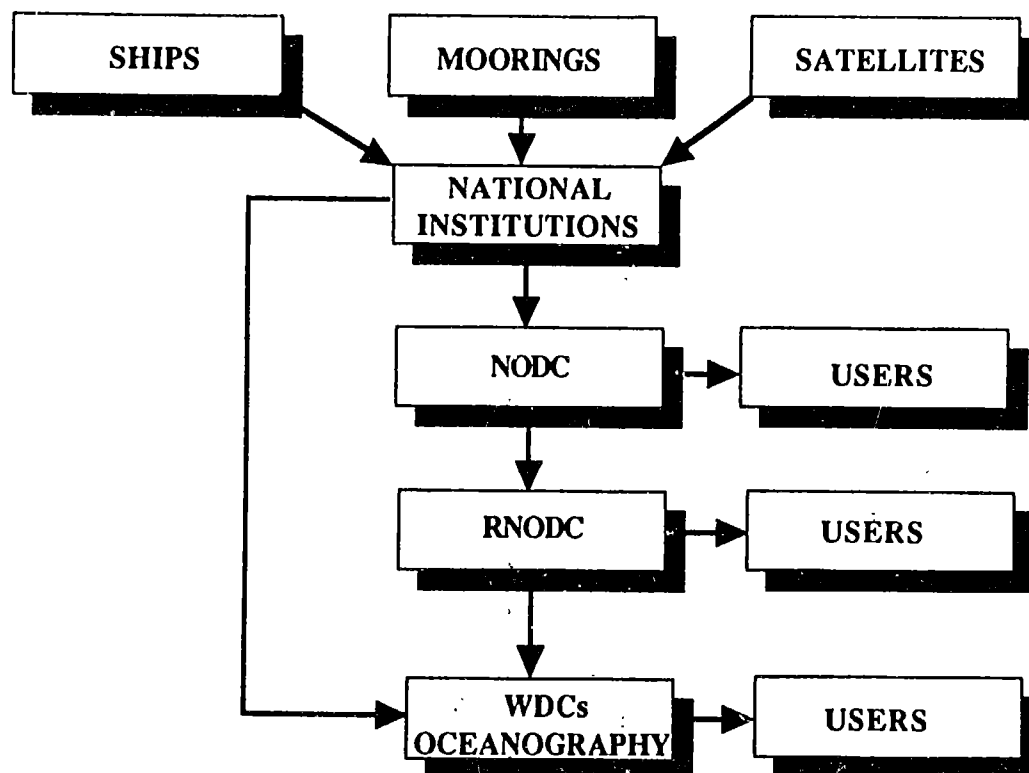 SHIPS
MOORINGS
SATELLITES
NATIONAL
INSTITUTIONS
NODC
USERS
RNODC
USERS
WDCs
OCEANOGRAPHY
USERS